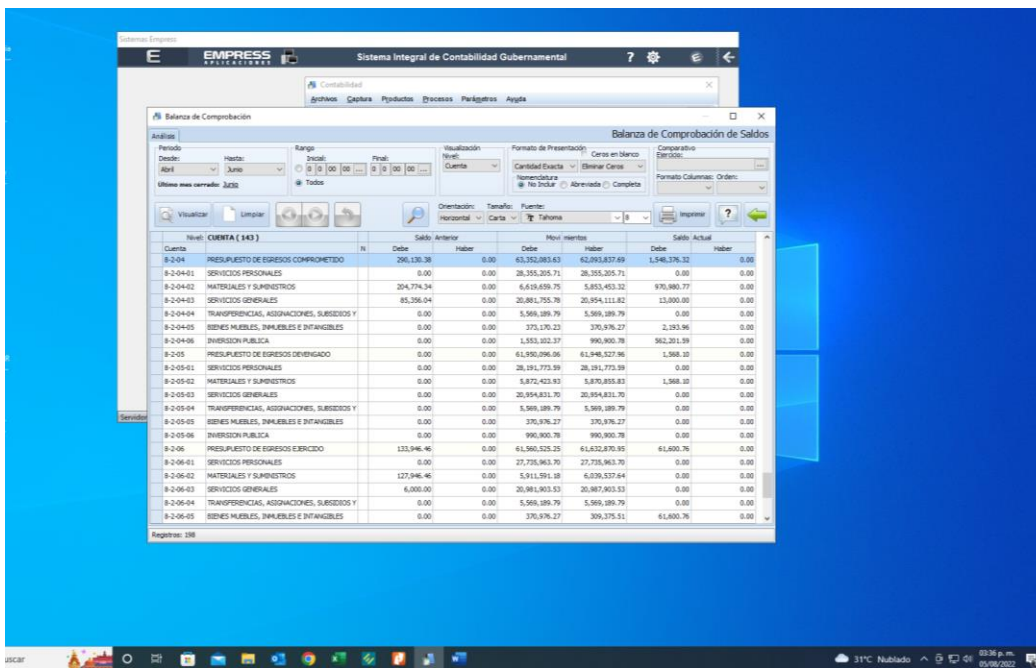 Sistemas Empress
E EMPRESS Sistema Integral de Contabilidad Gubernamental ?
APLICACIONES
Contabilidad
Archivos Captura Productos Procesos Parámetros Ayuda
Balanza de Comprobación
Análisis Balanza de Comprobación de Saldos
Periodo Rango Visualización Formato de Presentación Ceros en blanco Comparativo
Desde: Hasta: Inicial: Final: Nivel: Ejercicio:
Abril Junio 0 0 00 00 ... 0 0 00 00 ... Cuenta Cantidad Exacta Eliminar Ceros ...
Nomenclatura Formato Columnas: Orden:
Último mes cerrado: Junio Todos No Incluir Abreviada Completa
Orientación: Tamaño: Fuente:
Visualizar Limpiar Horizontal Carta Tahoma 8 Imprimir ?
Nivel: CUENTA ( 143 ) Saldo Anterior Movimientos Saldo Actual
Cuenta N Debe Haber Debe Haber Debe Haber
8-2-04 PRESUPUESTO DE EGRESOS COMPROMETIDO 290,130.38 0.00 63,352,083.63 62,093,837.69 1,548,376.32 0.00
8-2-04-01 SERVICIOS PERSONALES 0.00 0.00 28,355,205.71 28,355,205.71 0.00 0.00
8-2-04-02 MATERIALES Y SUMINISTROS 204,774.34 0.00 6,619,659.75 5,853,453.32 970,980.77 0.00
8-2-04-03 SERVICIOS GENERALES 85,356.04 0.00 20,881,755.78 20,954,111.82 13,000.00 0.00
8-2-04-04 TRANSFERENCIAS, ASIGNACIONES, SUBSIDIOS Y 0.00 0.00 5,569,189.79 5,569,189.79 0.00 0.00
8-2-04-05 BIENES MUEBLES, INMUEBLES E INTANGIBLES 0.00 0.00 373,170.23 370,976.27 2,193.96 0.00
8-2-04-06 INVERSION PUBLICA 0.00 0.00 1,553,102.37 990,900.78 562,201.59 0.00
8-2-05 PRESUPUESTO DE EGRESOS DEVENGADO 0.00 0.00 61,950,096.06 61,948,527.96 1,568.10 0.00
8-2-05-01 SERVICIOS PERSONALES 0.00 0.00 28,191,773.59 28,191,773.59 0.00 0.00
8-2-05-02 MATERIALES Y SUMINISTROS 0.00 0.00 5,872,423.93 5,870,855.83 1,568.10 0.00
8-2-05-03 SERVICIOS GENERALES 0.00 0.00 20,954,831.70 20,954,831.70 0.00 0.00
8-2-05-04 TRANSFERENCIAS, ASIGNACIONES, SUBSIDIOS Y 0.00 0.00 5,569,189.79 5,569,189.79 0.00 0.00
8-2-05-05 BIENES MUEBLES, INMUEBLES E INTANGIBLES 0.00 0.00 370,976.27 370,976.27 0.00 0.00
8-2-05-06 INVERSION PUBLICA 0.00 0.00 990,900.78 990,900.78 0.00 0.00
8-2-06 PRESUPUESTO DE EGRESOS EJERCIDO 133,946.46 0.00 61,560,525.25 61,632,870.95 61,600.76 0.00
8-2-06-01 SERVICIOS PERSONALES 0.00 0.00 27,735,963.70 27,735,963.70 0.00 0.00
8-2-06-02 MATERIALES Y SUMINISTROS 127,946.46 0.00 5,911,591.18 6,039,537.64 0.00 0.00
8-2-06-03 SERVICIOS GENERALES 6,000.00 0.00 20,981,903.53 20,987,903.53 0.00 0.00
8-2-06-04 TRANSFERENCIAS, ASIGNACIONES, SUBSIDIOS Y 0.00 0.00 5,569,189.79 5,569,189.79 0.00 0.00
8-2-06-05 BIENES MUEBLES, INMUEBLES E INTANGIBLES 0.00 0.00 370,976.27 309,375.51 61,600.76 0.00
Servidor
Registros: 198
uscar 31°C Nublado 03:36 p. m.
05/08/2022